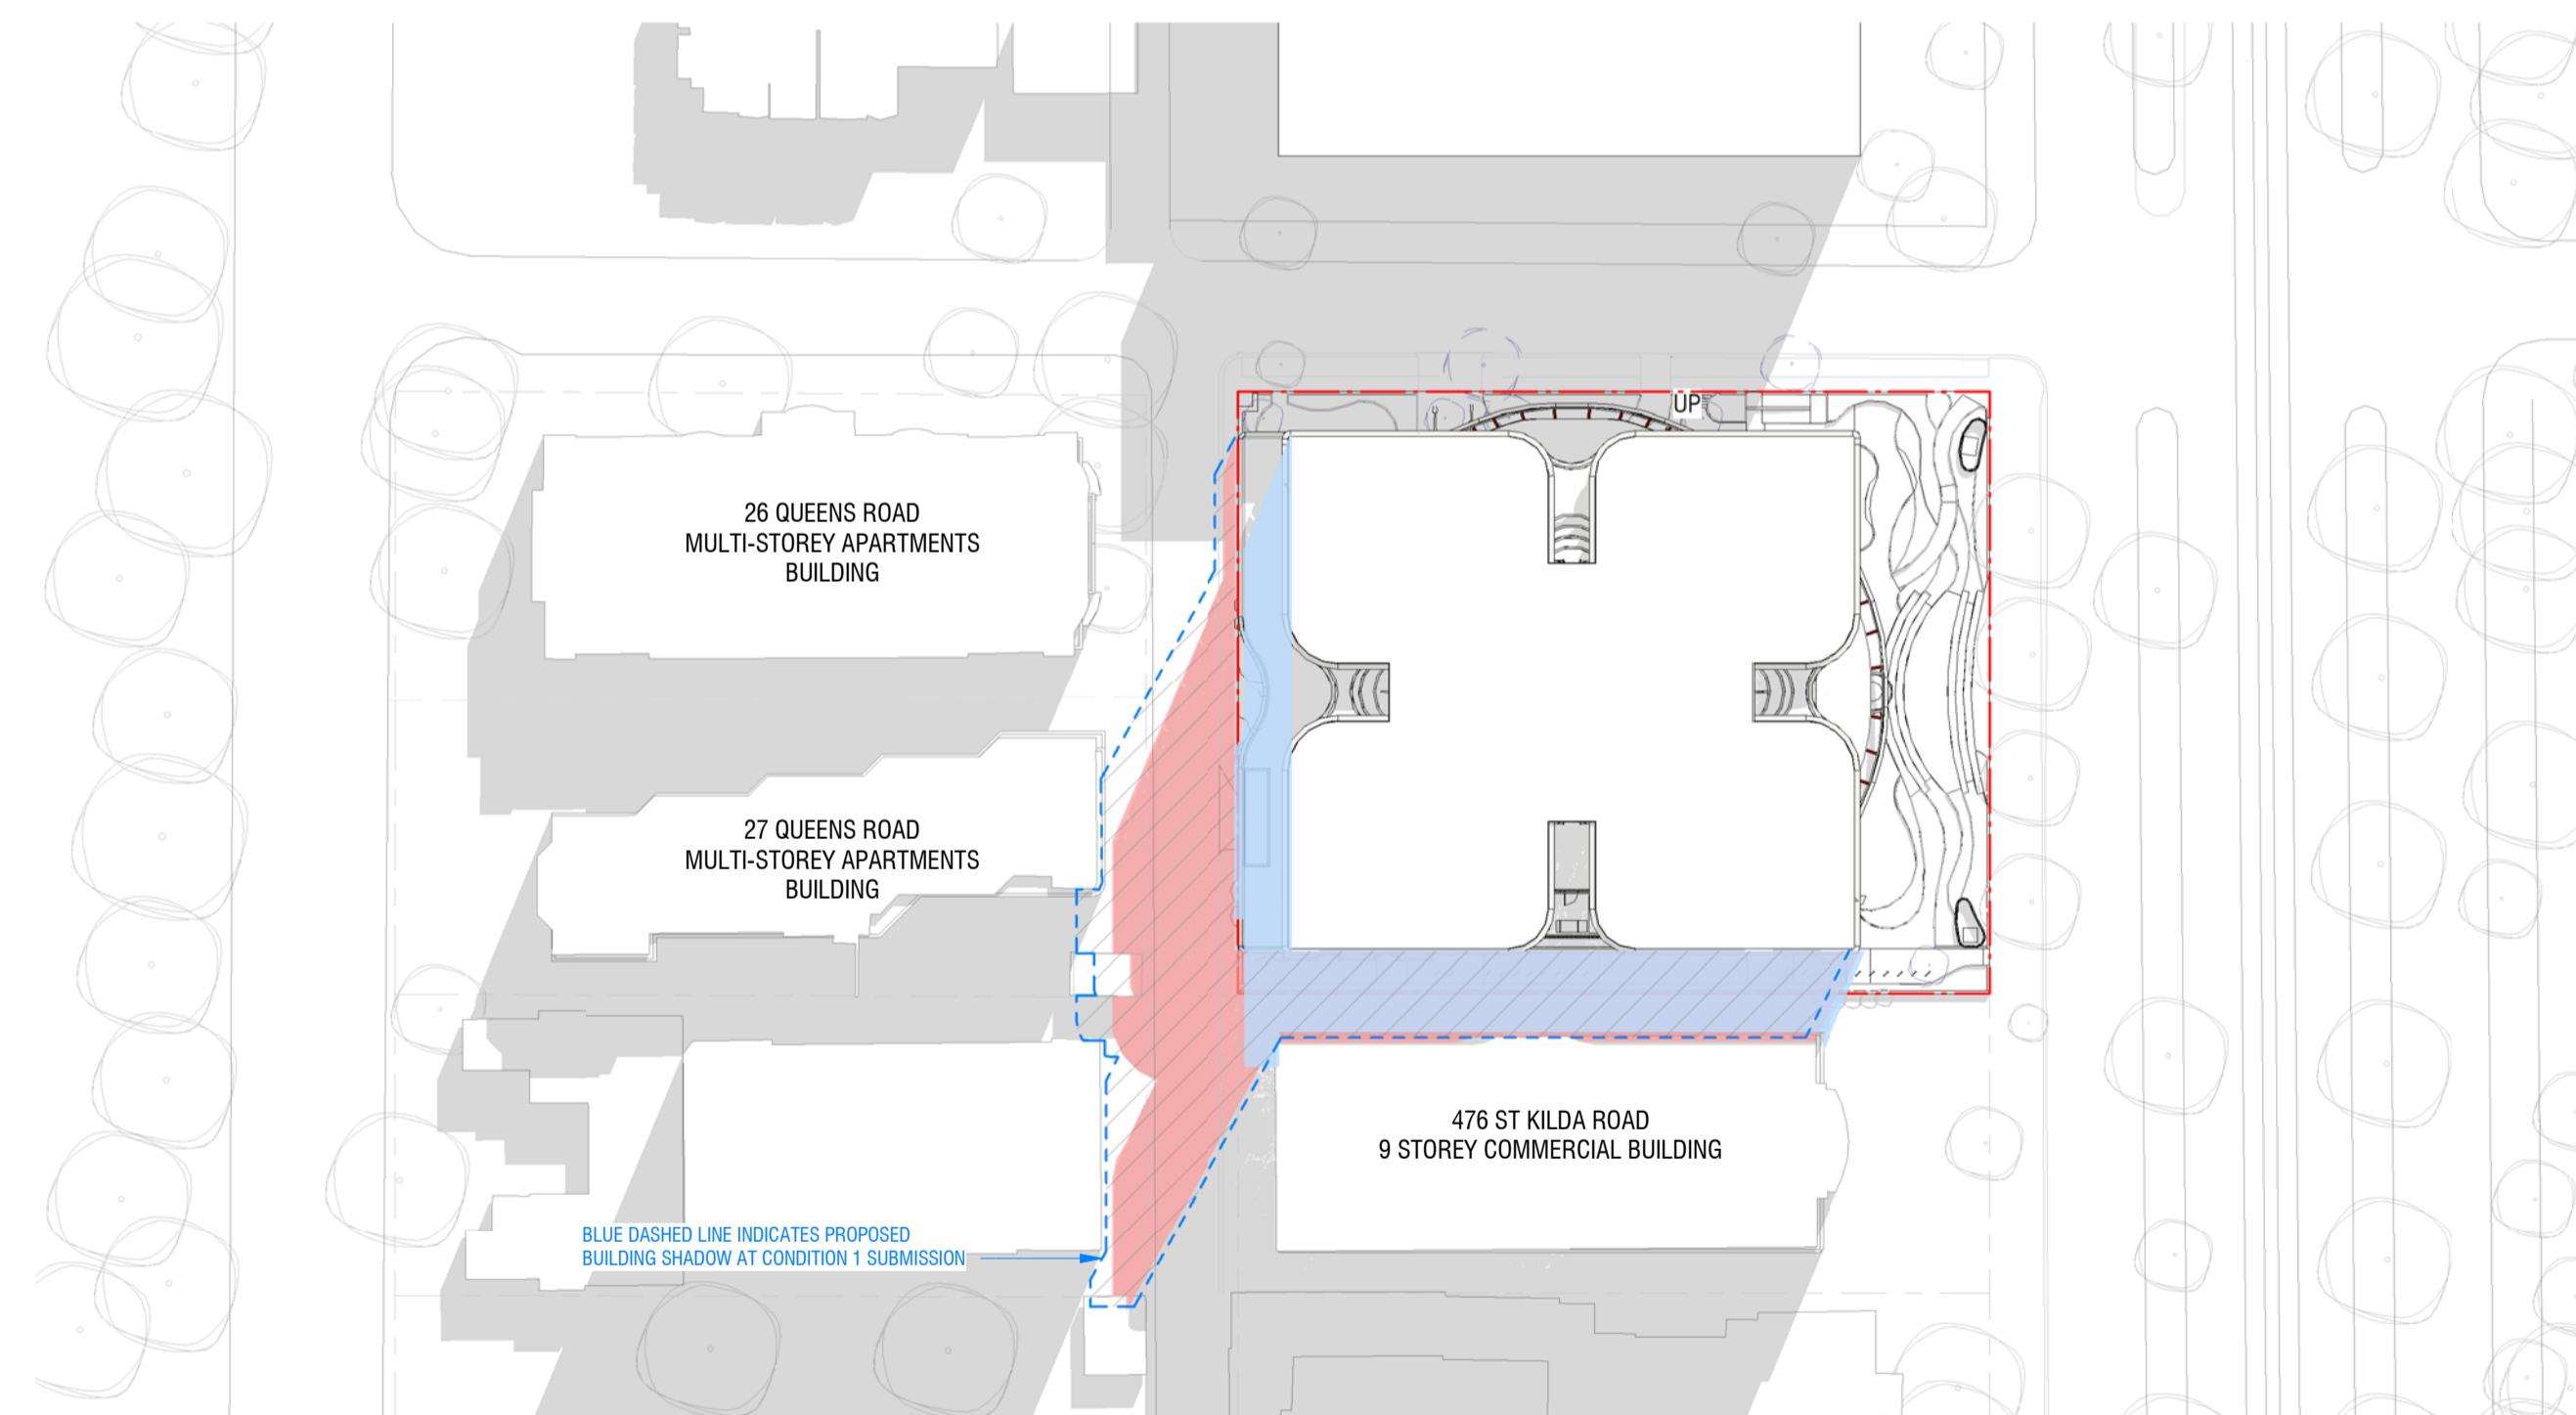 UP
26 QUEENS ROAD
MULTI-STOREY APARTMENTS
BUILDING
27 QUEENS ROAD
MULTI-STOREY APARTMENTS
BUILDING
476 ST KILDA ROAD
9 STOREY COMMERCIAL BUILDING
BLUE DASHED LINE INDICATES PROPOSED
BUILDING SHADOW AT CONDITION 1 SUBMISSION